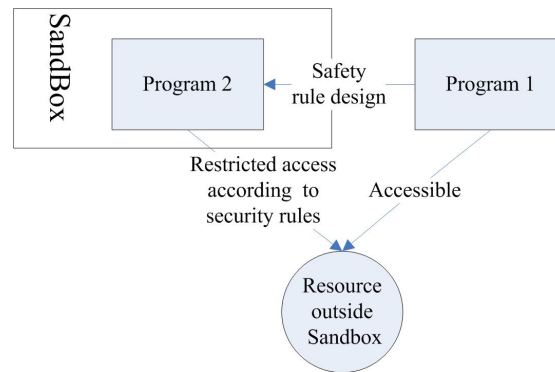 SandBox
Program 2
Safety
rule design
Program 1
Restricted access
according to
security rules
Accessible
Resource
outside
Sandbox